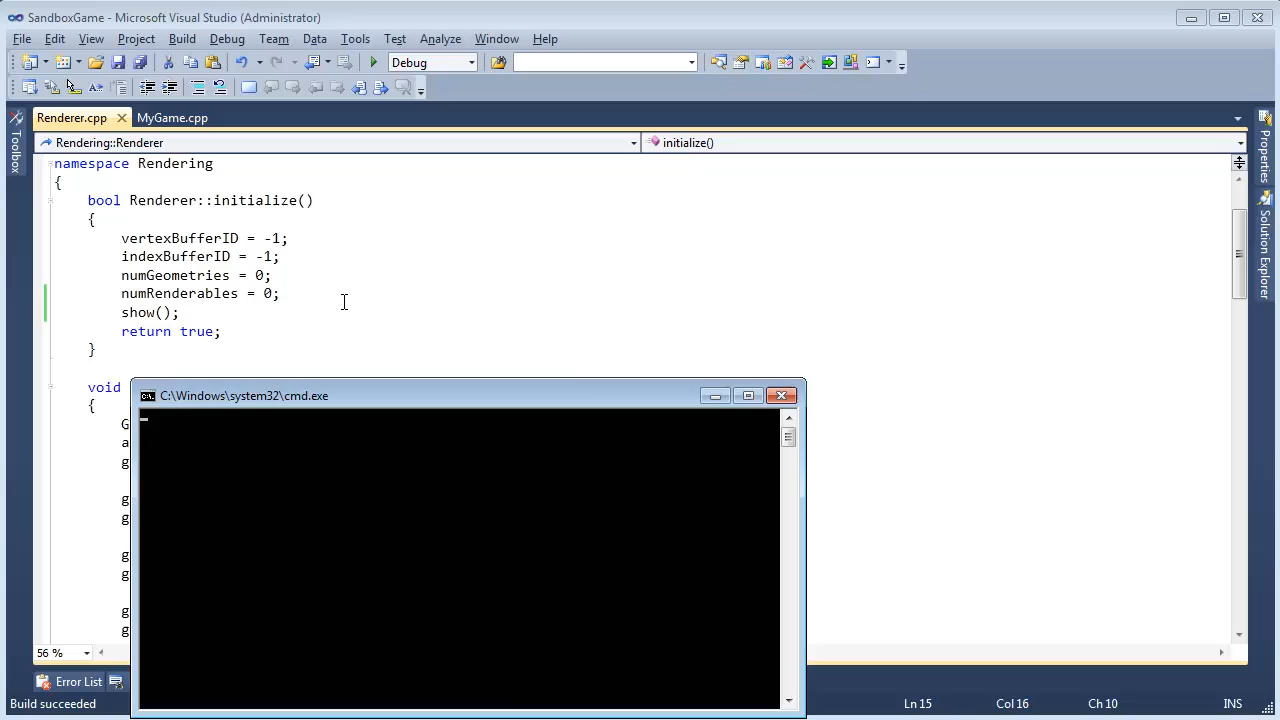 SandboxGame - Microsoft Visual Studio (Administrator)
File Edit View Project Build Debug Team Data Tools Test Analyze Window Help
Debug
Renderer.cpp MyGame.cpp
Rendering::Renderer initialize()
namespace Rendering
{
bool Renderer::initialize()
{
vertexBufferID = -1;
indexBufferID = -1;
numGeometries = 0;
numRenderables = 0;
show();
return true;
}
void
{
G
a
g
g
g
g
g
g
g
C:\Windows\system32\cmd.exe
56 %
Error List
Build succeeded Ln 15 Col 16 Ch 10 INS
Toolbox
Properties
Solution Explorer